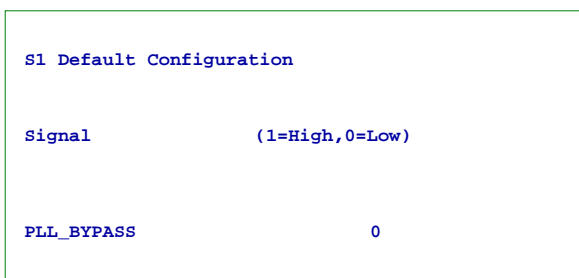 S1 Default Configuration
Signal (1=High,0=Low)
PLL_BYPASS 0